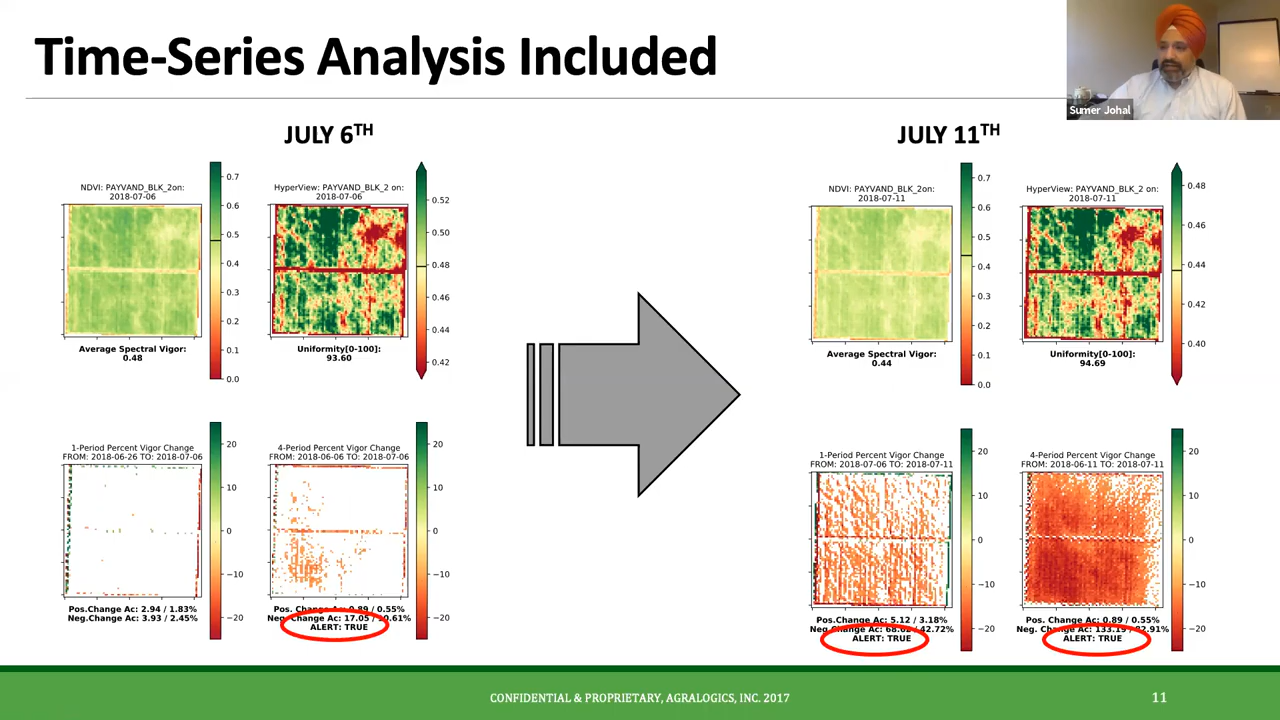 Time-Series Analysis Included
Sumer Johal
JULY 6TH
JULY 11TH
NDVI: PAYVAND_BLK_2on:
2018-07-06
0.7
0.6
0.5
0.4
0.3
0.2
0.1
0.0
Average Spectral Vigor:
0.48
HyperView: PAYVAND_BLK_2 on:
2018-07-06
0.52
0.50
0.48
0.46
0.44
0.42
Uniformity[0-100]:
93.60
NDVI: PAYVAND_BLK_2on:
2018-07-11
0.7
0.6
0.5
0.4
0.3
0.2
0.1
0.0
Average Spectral Vigor:
0.44
HyperView: PAYVAND_BLK_2 on:
2018-07-11
0.48
0.46
0.44
0.42
0.40
Uniformity[0-100]:
94.69
1-Period Percent Vigor Change
FROM: 2018-06-26 TO: 2018-07-06
20
10
0
−10
−20
Pos.Change Ac: 2.94 / 1.83%
Neg.Change Ac: 3.93 / 2.45%
4-Period Percent Vigor Change
FROM: 2018-06-06 TO: 2018-07-06
20
10
0
−10
−20
Pos. Change Ac: 0.89 / 0.55%
Neg. Change Ac: 17.05 / 10.61%
ALERT: TRUE
1-Period Percent Vigor Change
FROM: 2018-07-06 TO: 2018-07-11
20
10
0
−10
−20
Pos.Change Ac: 5.12 / 3.18%
Neg.Change Ac: / 42.72%
ALERT: TRUE
4-Period Percent Vigor Change
FROM: 2018-06-11 TO: 2018-07-11
20
10
0
−10
−20
Pos. Change Ac: 0.89 / 0.55%
Neg. Change Ac: 133.19 / 82.91%
ALERT: TRUE
CONFIDENTIAL & PROPRIETARY, AGRALOGICS, INC. 2017
11